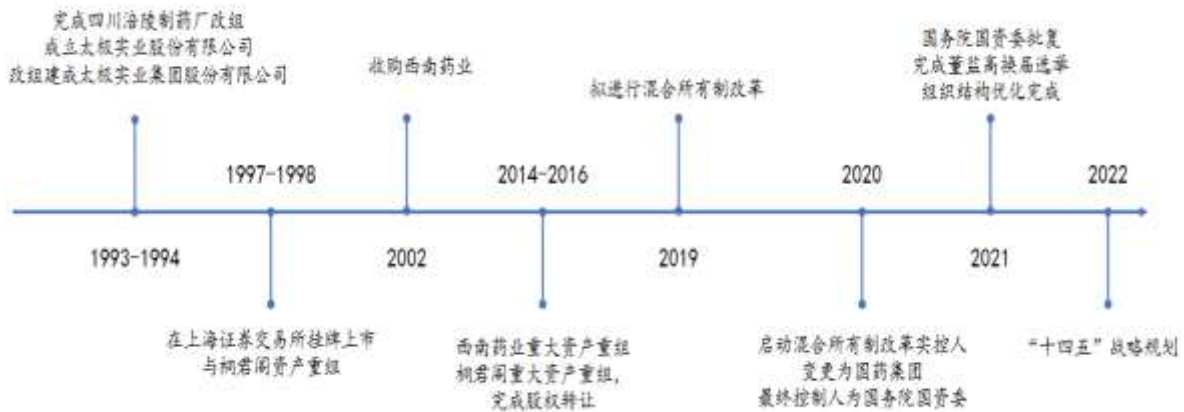 完成四川涪陵制药厂改组
成立太极实业股份有限公司
改组建成太极实业集团股份有限公司
1993-1994
1997-1998
在上海证券交易所挂牌上市
与桐君阁资产重组
收购西南药业
2002
2014-2016
西南药业重大资产重组
桐君阁重大资产重组,
完成股权转让
拟进行混合所有制改革
2019
2020
启动混合所有制改革实控人
变更为国药集团
最终控制人为国务院国资委
国务院国资委批复
完成董监高换届选举
组织结构优化完成
2021
2022
“十四五”战略规划